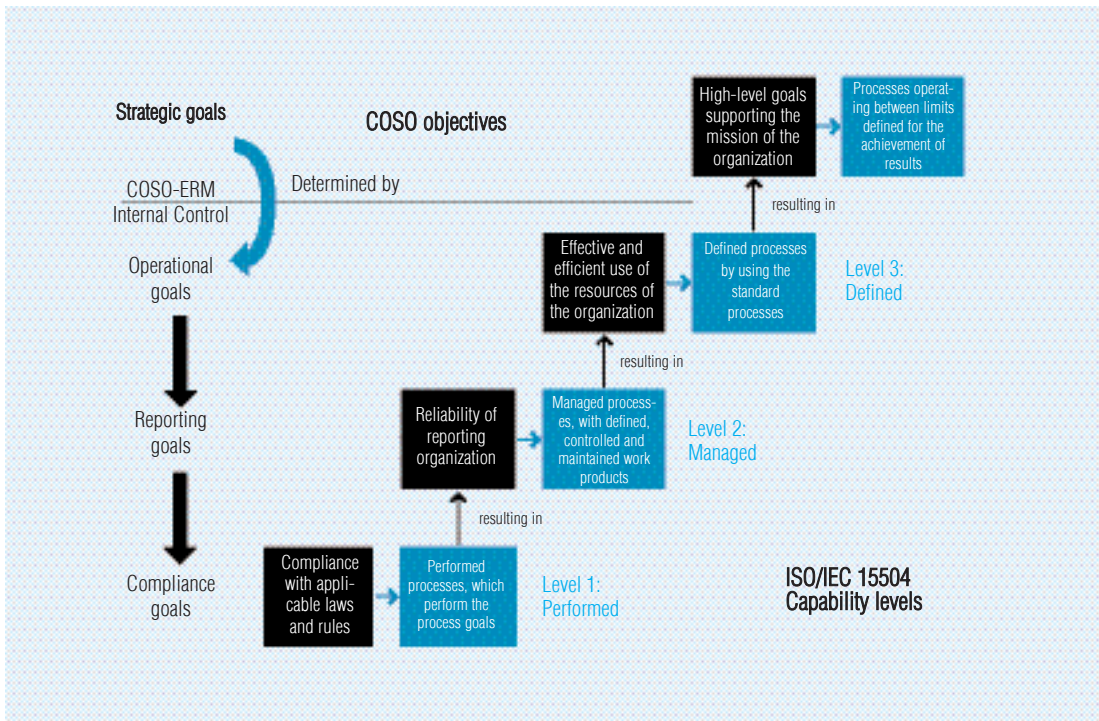 Strategic goals
COSO objectives
COSO-ERM
Internal Control
Determined by
Operational
goals
Reporting
goals
Compliance
goals
High-level goals
supporting the
mission of the
organization
Processes operat-
ing between limits
defined for the
achievement of
results
resulting in
Effective and
efficient use of
the resources of
the organization
Defined processes
by using the
standard
processes
Level 3:
Defined
resulting in
Reliability of
reporting
organization
Managed process-
es, with defined,
controlled and
maintained work
products
Level 2:
Managed
resulting in
Compliance
with appli-
cable laws
and rules
Performed
processes, which
perform the
process goals
Level 1:
Performed
ISO/IEC 15504
Capability levels